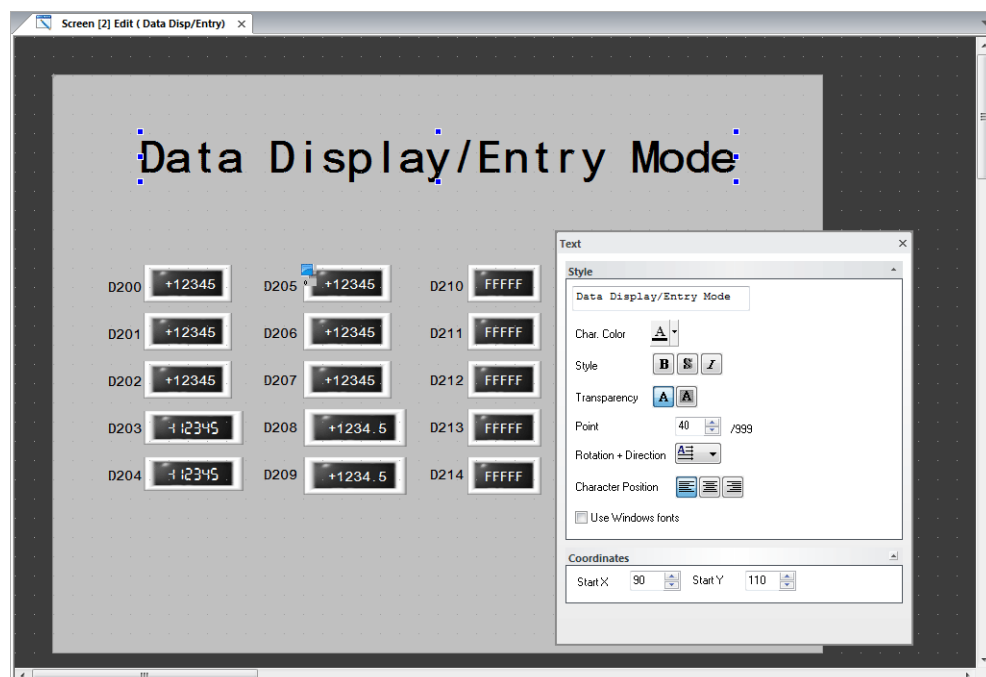 Screen [2] Edit ( Data Disp/Entry)
Data Display/Entry Mode
D200 +12345 D205 +12345 D210 FFFFF
D201 +12345 D206 +12345 D211 FFFFF
D202 +12345 D207 +12345 D212 FFFFF
D203 +12345 D208 +1234.5 D213 FFFFF
D204 +12345 D209 +1234.5 D214 FFFFF
Text
Style
Data Display/Entry Mode
Char. Color A
Style B S I
Transparency A A
Point 40 /999
Rotation + Direction A
Character Position
Use Windows fonts
Coordinates
Start X 90 Start Y 110